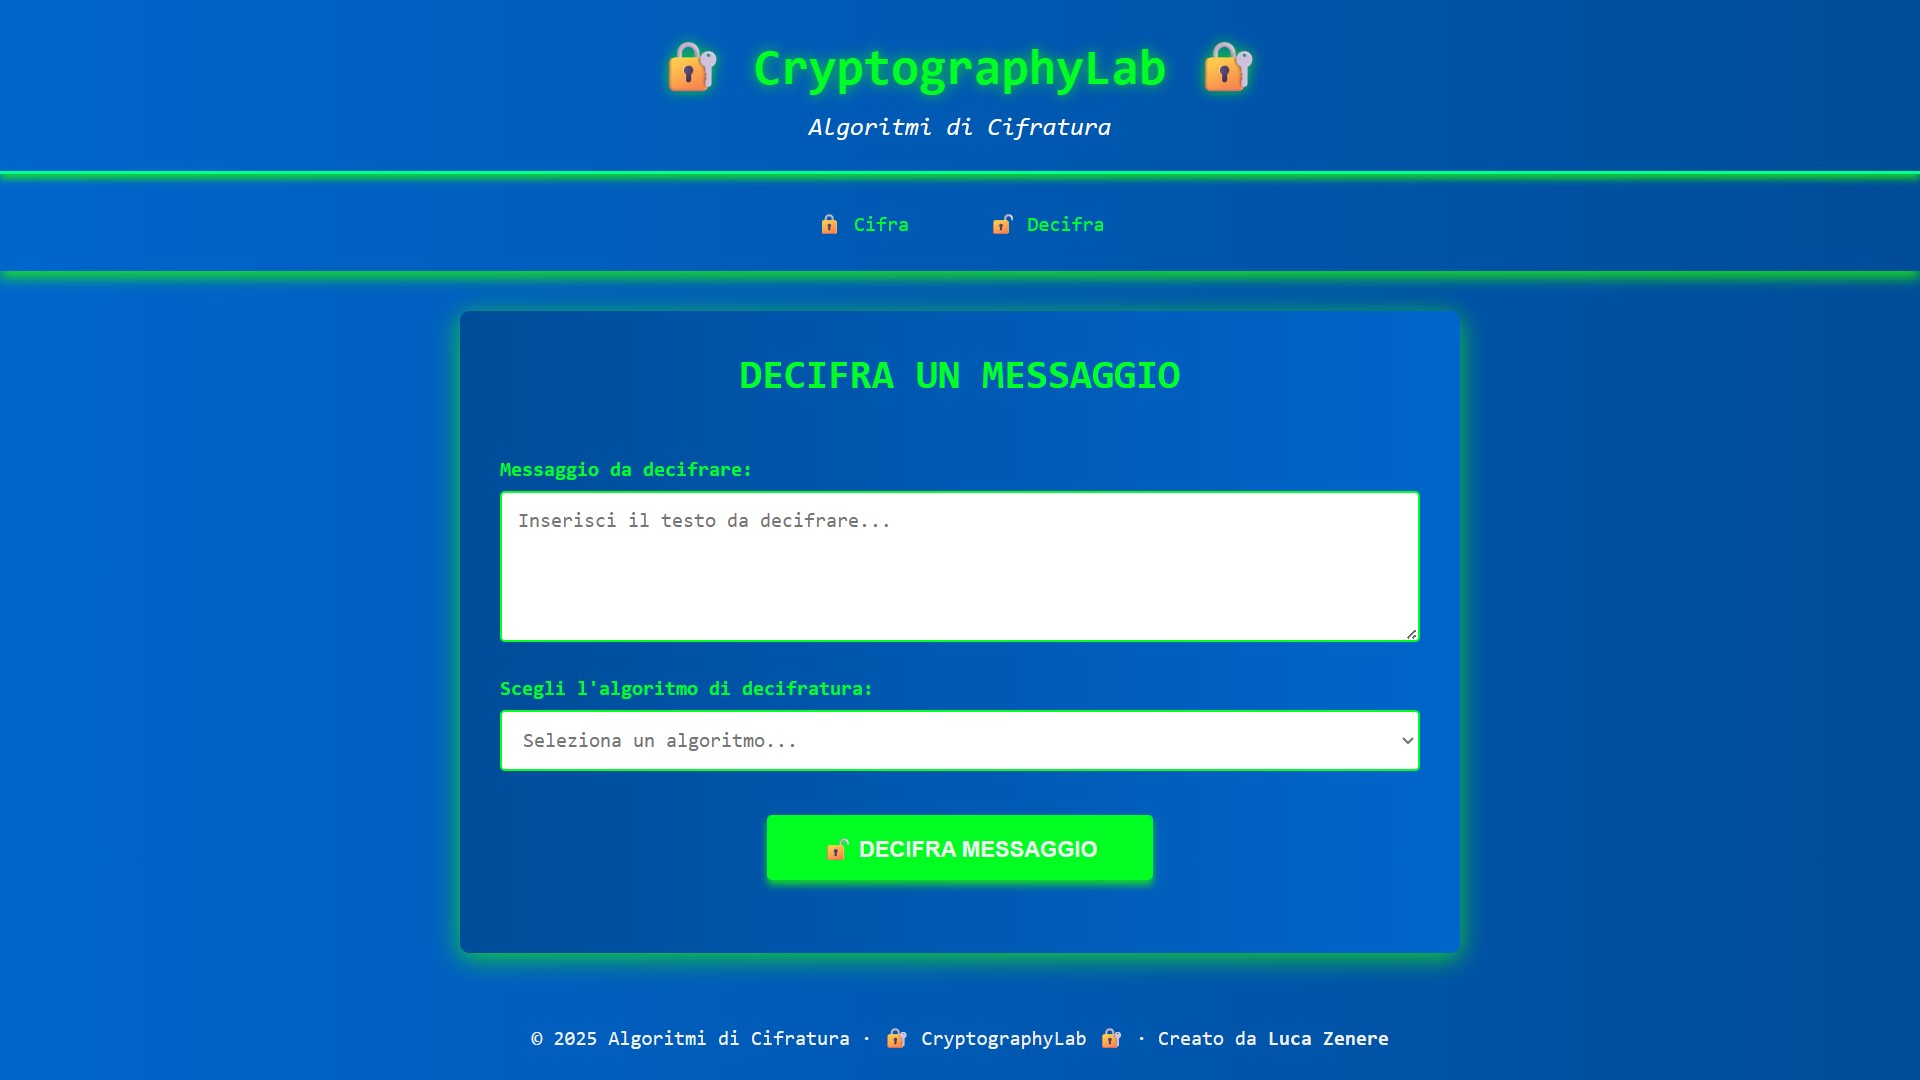 🔐 CryptographyLab 🔐
Algoritmi di Cifratura
🔒 Cifra 🔓 Decifra
DECIFRA UN MESSAGGIO
Messaggio da decifrare:
Inserisci il testo da decifrare...
Scegli l'algoritmo di decifratura:
Seleziona un algoritmo...
🔓 DECIFRA MESSAGGIO
© 2025 Algoritmi di Cifratura · 🔐 CryptographyLab 🔐 · Creato da Luca Zenere